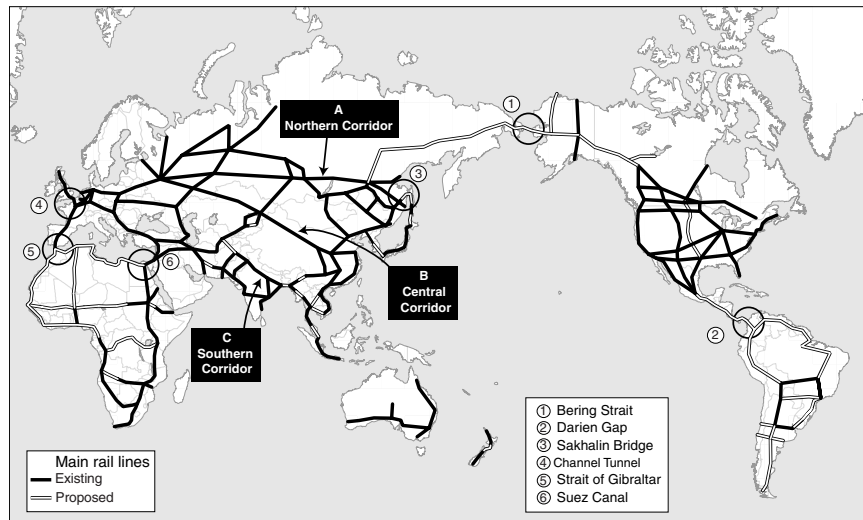 ①
A
Northern Corridor
③
④
⑤
⑥
B
Central
Corridor
C
Southern
Corridor
②
Main rail lines
Existing
Proposed
① Bering Strait
② Darien Gap
③ Sakhalin Bridge
④ Channel Tunnel
⑤ Strait of Gibraltar
⑥ Suez Canal